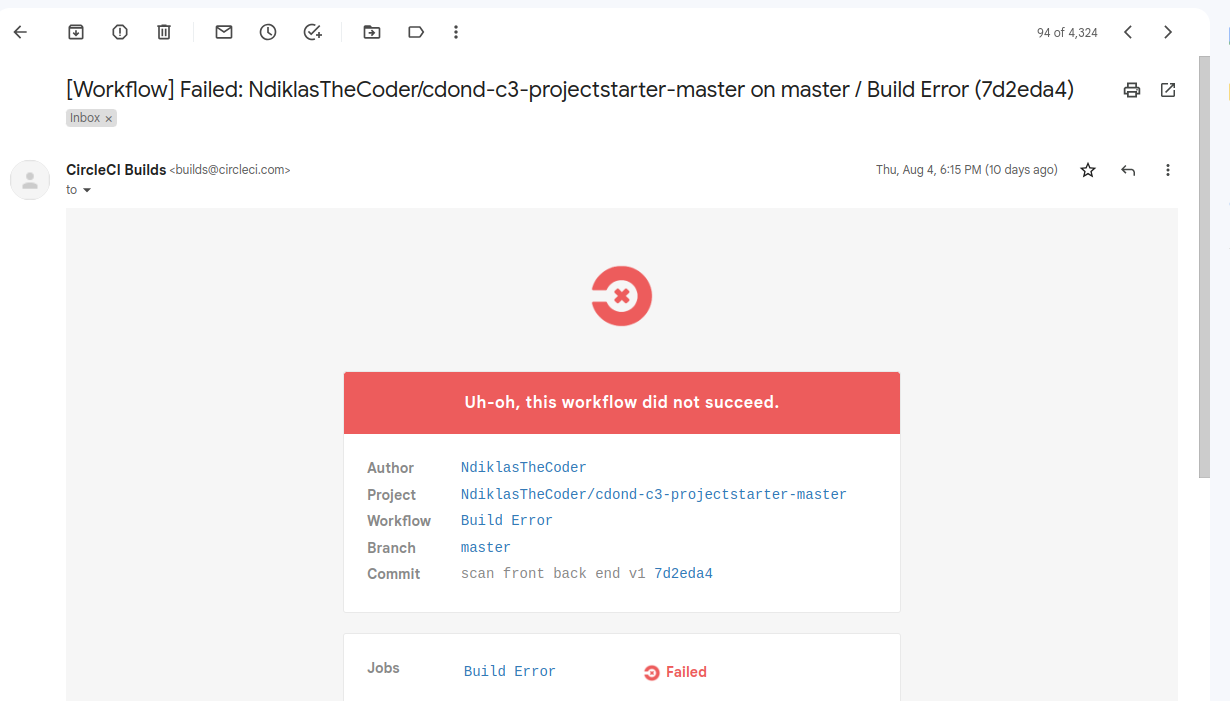 94 of 4,324
[Workflow] Failed: NdiklasTheCoder/cdond-c3-projectstarter-master on master / Build Error (7d2eda4)
Inbox ×
CircleCI Builds <builds@circleci.com>
Thu, Aug 4, 6:15 PM (10 days ago)
to
Uh-oh, this workflow did not succeed.
Author NdiklasTheCoder
Project NdiklasTheCoder/cdond-c3-projectstarter-master
Workflow Build Error
Branch master
Commit scan front back end v1 7d2eda4
Jobs Build Error Failed